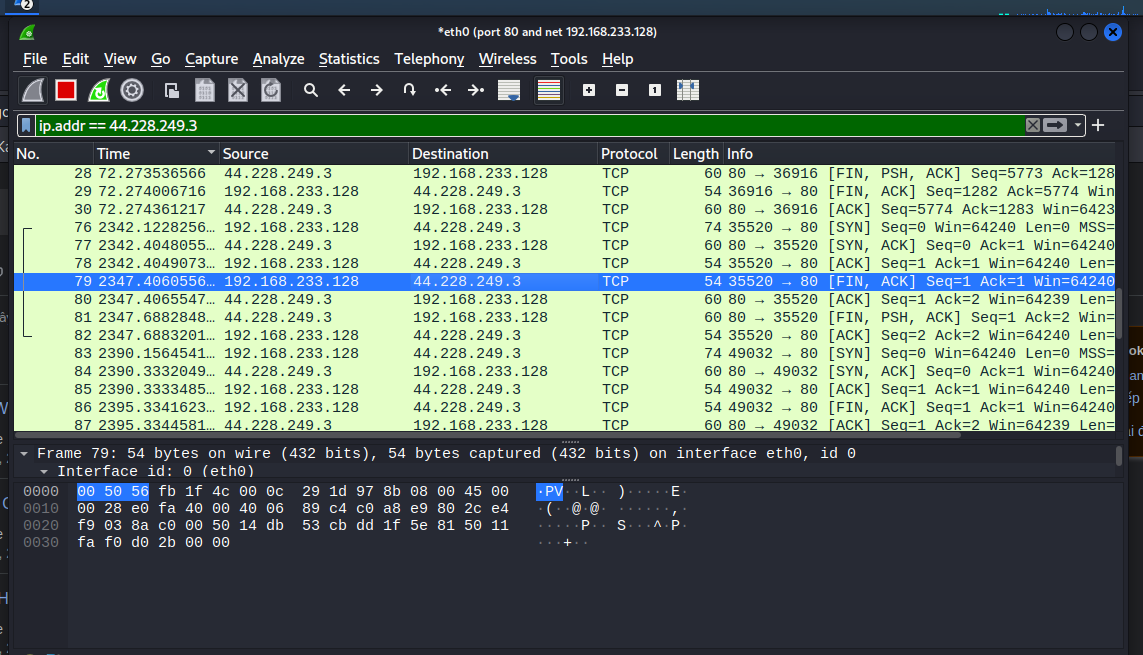 2
*eth0 (port 80 and net 192.168.233.128)
File Edit View Go Capture Analyze Statistics Telephony Wireless Tools Help
ip.addr == 44.228.249.3
No. Time Source Destination Protocol Length Info
28 72.273536566 44.228.249.3 192.168.233.128 TCP 60 80 → 36916 [FIN, PSH, ACK] Seq=5773 Ack=128
29 72.274006716 192.168.233.128 44.228.249.3 TCP 54 36916 → 80 [FIN, ACK] Seq=1282 Ack=5774 Win
30 72.274361217 44.228.249.3 192.168.233.128 TCP 60 80 → 36916 [ACK] Seq=5774 Ack=1283 Win=6423
76 2342.1228256… 192.168.233.128 44.228.249.3 TCP 74 35520 → 80 [SYN] Seq=0 Win=64240 Len=0 MSS=
77 2342.4048055… 44.228.249.3 192.168.233.128 TCP 60 80 → 35520 [SYN, ACK] Seq=0 Ack=1 Win=64240
78 2342.4049073… 192.168.233.128 44.228.249.3 TCP 54 35520 → 80 [ACK] Seq=1 Ack=1 Win=64240 Len=
79 2347.4060556… 192.168.233.128 44.228.249.3 TCP 54 35520 → 80 [FIN, ACK] Seq=1 Ack=1 Win=64240
80 2347.4065547… 44.228.249.3 192.168.233.128 TCP 60 80 → 35520 [ACK] Seq=1 Ack=2 Win=64239 Len=
81 2347.6882848… 44.228.249.3 192.168.233.128 TCP 60 80 → 35520 [FIN, PSH, ACK] Seq=1 Ack=2 Win=
82 2347.6883201… 192.168.233.128 44.228.249.3 TCP 54 35520 → 80 [ACK] Seq=2 Ack=2 Win=64240 Len=
83 2390.1564541… 192.168.233.128 44.228.249.3 TCP 74 49032 → 80 [SYN] Seq=0 Win=64240 Len=0 MSS=
84 2390.3332049… 44.228.249.3 192.168.233.128 TCP 60 80 → 49032 [SYN, ACK] Seq=0 Ack=1 Win=64240
85 2390.3333485… 192.168.233.128 44.228.249.3 TCP 54 49032 → 80 [ACK] Seq=1 Ack=1 Win=64240 Len=
86 2395.3341623… 192.168.233.128 44.228.249.3 TCP 54 49032 → 80 [FIN, ACK] Seq=1 Ack=1 Win=64240
87 2395.3344581… 44.228.249.3 192.168.233.128 TCP 60 80 → 49032 [ACK] Seq=1 Ack=2 Win=64239 Len=
Frame 79: 54 bytes on wire (432 bits), 54 bytes captured (432 bits) on interface eth0, id 0
Interface id: 0 (eth0)
0000 00 50 56 fb 1f 4c 00 0c 29 1d 97 8b 08 00 45 00 ·PV··L·· )·····E·
0010 00 28 e0 fa 40 00 40 06 89 c4 c0 a8 e9 80 2c e4 ·(··@·@· ······,·
0020 f9 03 8a c0 00 50 14 db 53 cb dd 1f 5e 81 50 11 ·····P·· S···^·P·
0030 fa f0 d0 2b 00 00 ···+··